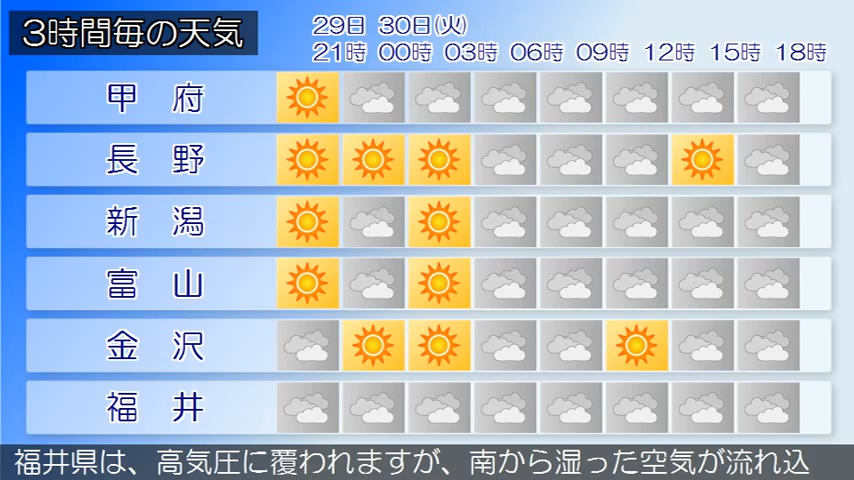 3時間毎の天気
29日 30日(火)
21時 00時 03時 06時 09時 12時 15時 18時
甲 府
長 野
新 潟
富 山
金 沢
福 井
福井県は、高気圧に覆われますが、南から湿った空気が流れ込